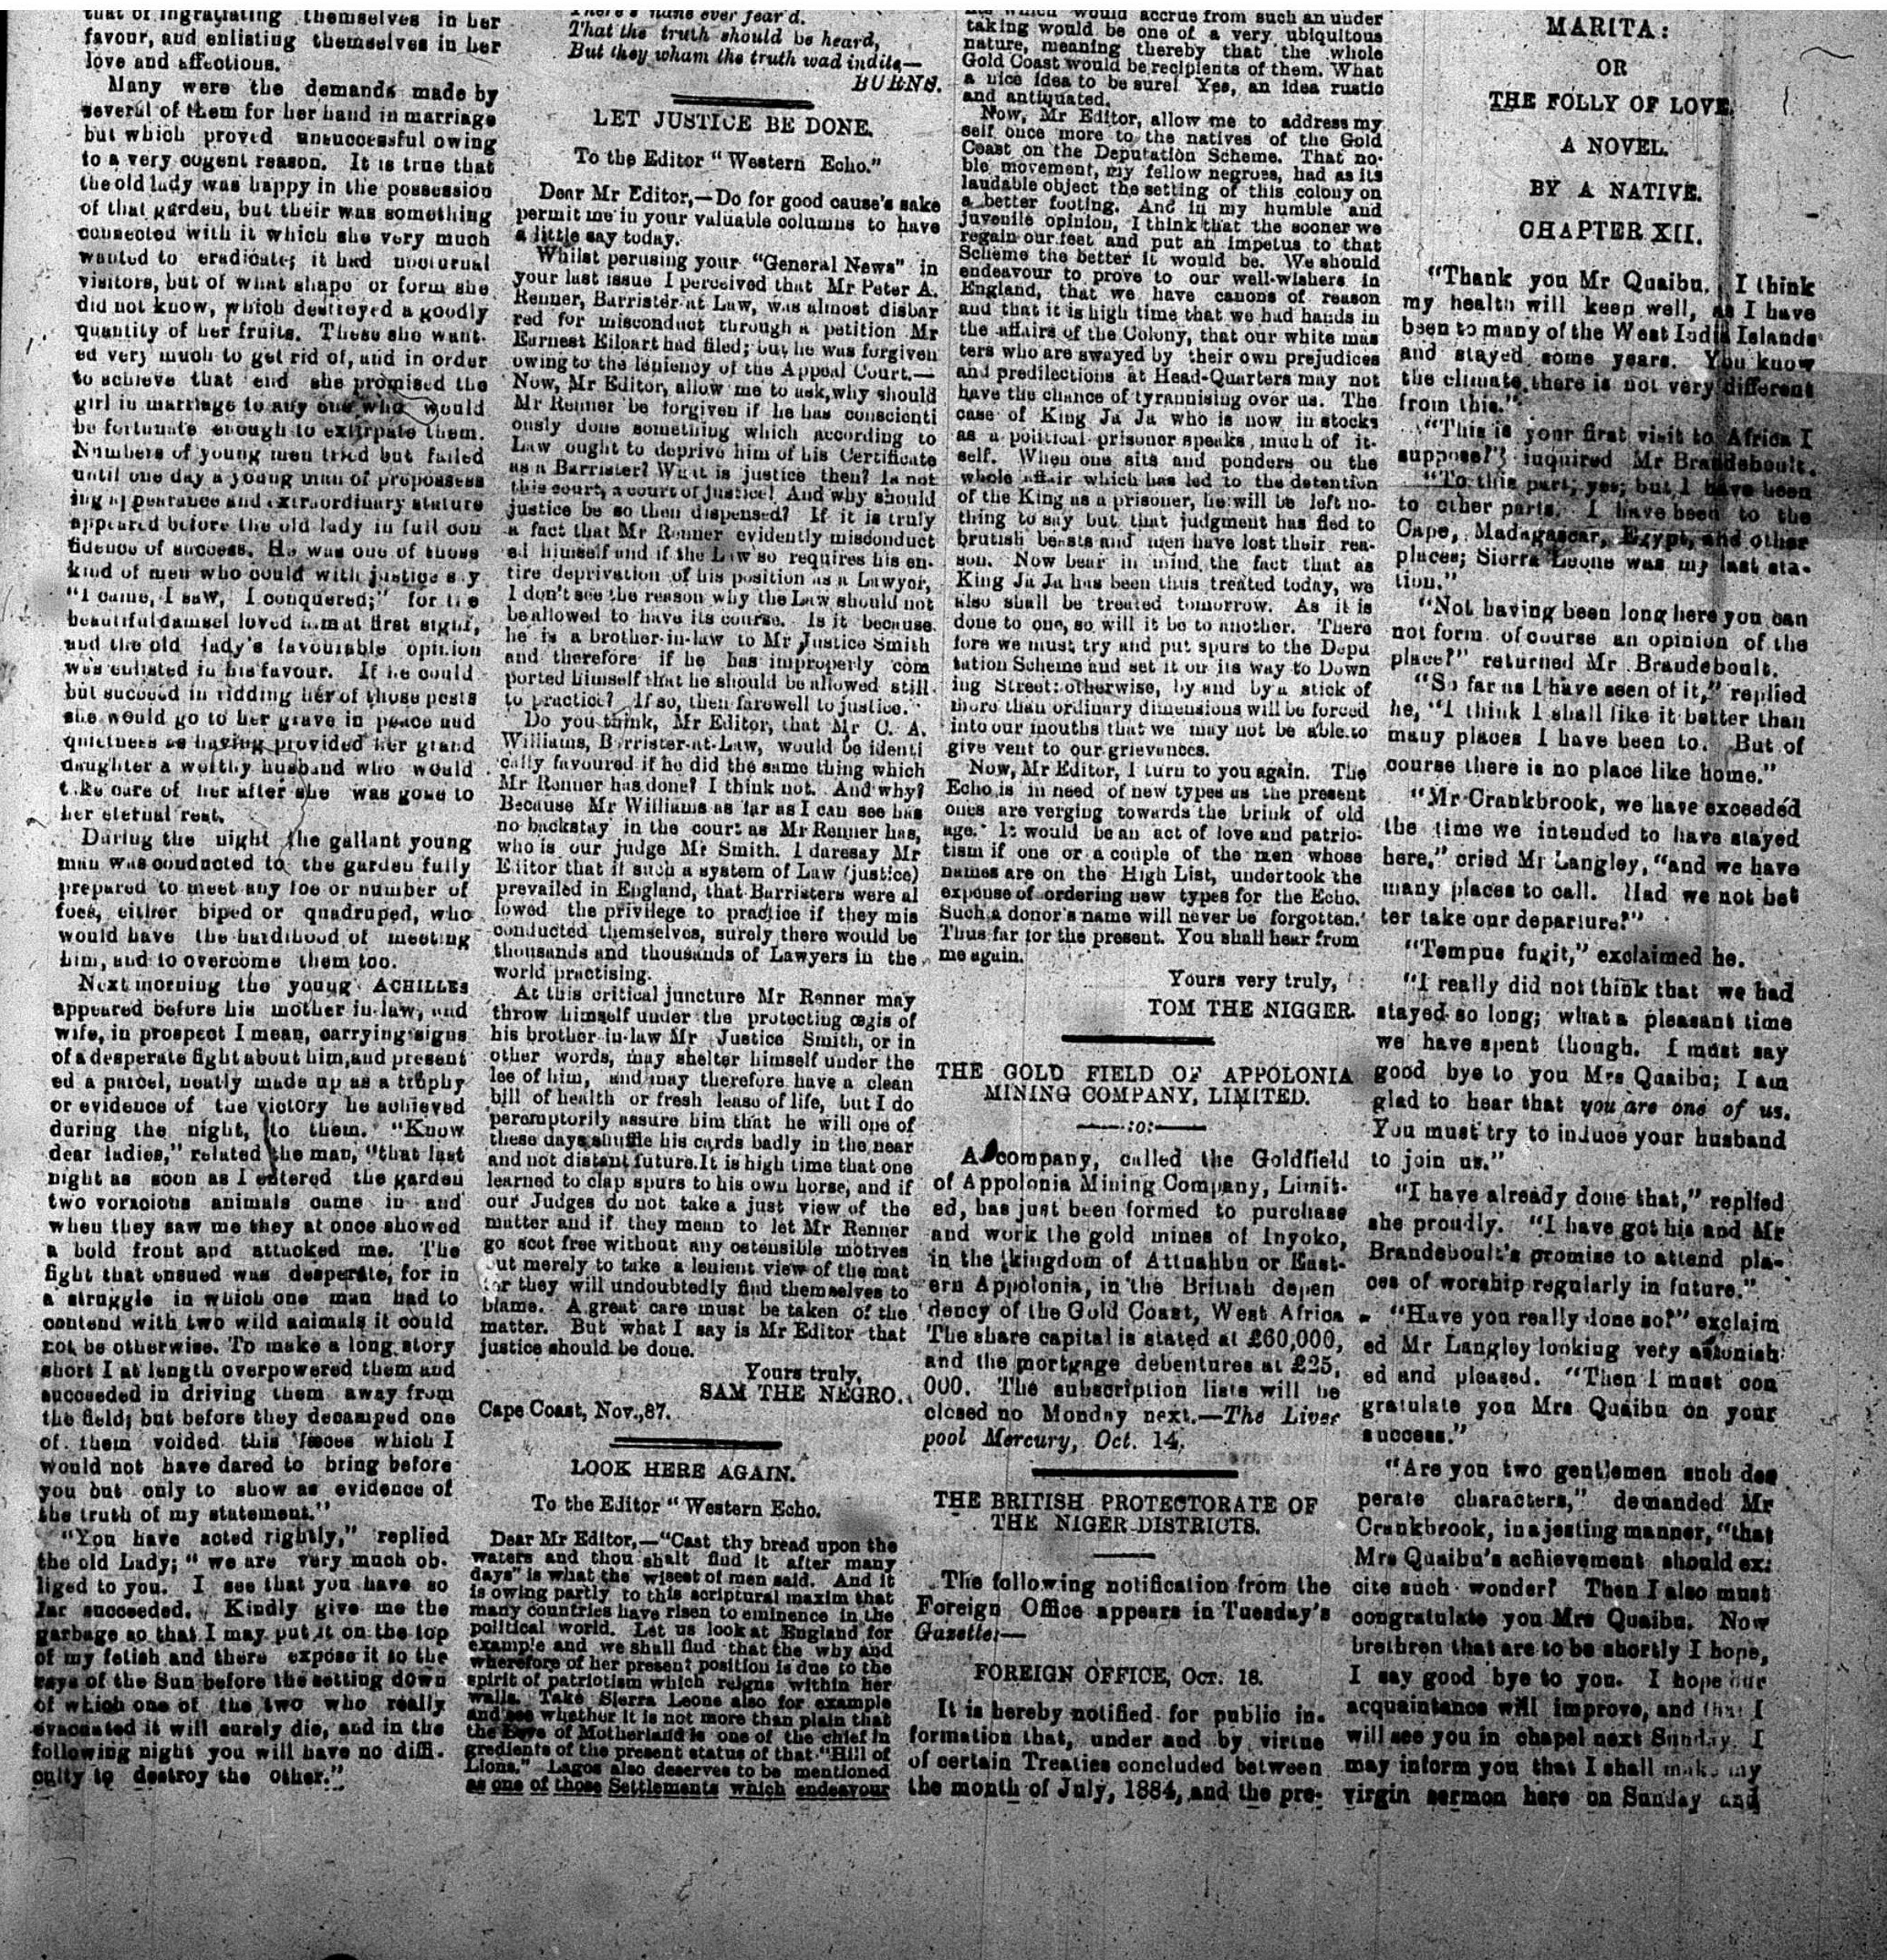 that of ingratiating themselves in her
favour, and enlisting themselves in her
love and affections.
Many were the demands made by
several of them for her hand in marriage
but which proved unsuccessful owing
to a very cogent reason. It is true that
the old lady was happy in the possession
of that garden, but their was something
connected with it which she very much
wanted to eradicate; it had nocturnal
visitors, but of what shape or form she
did not know, which destroyed a goodly
quantity of her fruits. These she want-
ed very much to get rid of, and in order
to achieve that end she promised the
girl in marriage to any one who would
be fortunate enough to extirpate them.
Numbers of young men tried but failed
until one day a young man of prepossess
ing appearance and extraordinary stature
appeared before the old lady in full con
fidence of success. He was one of those
kind of men who could with justice say
"I came, I saw, I conquered;" for the
beautiful damsel loved him at first sight,
and the old lady's favourable opinion
was enlisted in his favour. If he could
but succeed in ridding her of those pests
she would go to her grave in peace and
quietness as having provided her grand
daughter a worthy husband who would
take care of her after she was gone to
her eternal rest.
During the night the gallant young
man was conducted to the garden fully
prepared to meet any foe or number of
foes, either biped or quadruped, who
would have the hardihood of meeting
him, and to overcome them too.
Next morning the young ACHILLES
appeared before his mother in-law, and
wife, in prospect I mean, carrying signs
of a desperate fight about him, and present
ed a parcel, neatly made up as a trophy
or evidence of the victory he achieved
during the night, to them. "Know
dear ladies," related the man, "that last
night as soon as I entered the garden
two voracious animals came in and
when they saw me they at once showed
a bold front and attacked me. The
fight that ensued was desperate, for in
a struggle in which one man had to
contend with two wild animals it could
not be otherwise. To make a long story
short I at length overpowered them and
succeeded in driving them away from
the field; but before they decamped one
of them voided this fæces which I
would not have dared to bring before
you but only to show as evidence of
the truth of my statement."
"You have acted rightly," replied
the old Lady; "we are very much ob-
liged to you. I see that you have so
far succeeded. Kindly give me the
garbage so that I may put it on the top
of my fetish and there expose it to the
rays of the Sun before the setting down
of which one of the two who really
evacuated it will surely die, and in the
following night you will have no diffi-
culty to destroy the other."
There's nane ever fear'd.
That the truth should be heard,
But they wham the truth wad indite,—
BURNS.
LET JUSTICE BE DONE.
To the Editor "Western Echo."
Dear Mr Editor,—Do for good cause's sake
permit me in your valuable columns to have
a little say today.
Whilst perusing your "General News" in
your last issue I perceived that Mr Peter A.
Renner, Barrister-at Law, was almost disbar
red for misconduct through a petition Mr
Earnest Eiloart had filed; but he was forgiven
owing to the leniency of the Appeal Court.—
Now, Mr Editor, allow me to ask, why should
Mr Renner be forgiven if he has conscienti
ously done something which according to
Law ought to deprive him of his Certificate
as a Barrister? What is justice then? Is not
this court, a court of justice! And why should
justice be so then dispensed? If it is truly
a fact that Mr Renner evidently misconduct
ed himself and if the Law so requires his en-
tire deprivation of his position as a Lawyer,
I don't see the reason why the Law should not
be allowed to have its course. Is it because
he is a brother-in-law to Mr Justice Smith
and therefore if he has improperly com
ported himself that he should be allowed still
to practice? If so, then farewell to justice.
Do you think, Mr Editor, that Mr C. A.
Williams, Barrister-at-Law, would be identi
cally favoured if he did the same thing which
Mr Renner has done? I think not. And why?
Because Mr Williams as far as I can see has
no backstay in the court as Mr Renner has,
who is our judge Mr Smith. I daresay Mr
Editor that if such a system of Law (justice)
prevailed in England, that Barristers were al
lowed the privilege to practice if they mis
conducted themselves, surely there would be
thousands and thousands of Lawyers in the
world practising.
At this critical juncture Mr Renner may
throw himself under the protecting ægis of
his brother-in-law Mr Justice Smith, or in
other words, may shelter himself under the
lee of him, and may therefore have a clean
bill of health or fresh lease of life, but I do
peremptorily assure him that he will one of
these days shuffle his cards badly in the near
and not distant future. It is high time that one
learned to clap spurs to his own horse, and if
our Judges do not take a just view of the
matter and if they mean to let Mr Renner
go scot free without any ostensible motives
but merely to take a lenient view of the mat
ter they will undoubtedly find themselves to
blame. A great care must be taken of the
matter. But what I say is Mr Editor that
justice should be done.
Yours truly,
SAM THE NEGRO.
Cape Coast, Nov., 87.
LOOK HERE AGAIN.
To the Editor "Western Echo.
Dear Mr Editor,—"Cast thy bread upon the
waters and thou shalt find it after many
days" is what the wisest of men said. And it
is owing partly to this scriptural maxim that
many countries have risen to eminence in the
political world. Let us look at England for
example and we shall find that the why and
wherefore of her present position is due to the
spirit of patriotism which reigns within her
walls. Take Sierra Leone also for example
and see whether it is not more than plain that
the love of Motherland is one of the chief in
gredients of the present status of that "Hill of
Lions." Lagos also deserves to be mentioned
as one of those Settlements which endeavour
which would accrue from such an under
taking would be one of a very ubiquitous
nature, meaning thereby that the whole
Gold Coast would be recipients of them. What
a nice idea to be sure! Yes, an idea rustic
and antiquated.
Now, Mr Editor, allow me to address my
self once more to the natives of the Gold
Coast on the Deputation Scheme. That no-
ble movement, my fellow negroes, had as its
laudable object the setting of this colony on
a better footing. And in my humble and
juvenile opinion, I think that the sooner we
regain our feet and put an impetus to that
Scheme the better it would be. We should
endeavour to prove to our well-wishers in
England, that we have canons of reason
and that it is high time that we had hands in
the affairs of the Colony, that our white mas
ters who are swayed by their own prejudices
and predilections at Head-Quarters may not
have the chance of tyrannising over us. The
case of King Ja Ja who is now in stocks
as a political prisoner speaks much of it-
self. When one sits and ponders on the
whole affair which has led to the detention
of the King as a prisoner, he will be left no-
thing to say but that judgment has fled to
brutish beasts and men have lost their rea-
son. Now bear in mind the fact that as
King Ja Ja has been thus treated today, we
also shall be treated tomorrow. As it is
done to one, so will it be to another. There
fore we must try and put spurs to the Depu
tation Scheme and set it on its way to Down
ing Street: otherwise, by and by a stick of
more than ordinary dimensions will be forced
into our mouths that we may not be able to
give vent to our grievances.
Now, Mr Editor, I turn to you again. The
Echo is in need of new types as the present
ones are verging towards the brink of old
age. It would be an act of love and patrio-
tism if one or a couple of the men whose
names are on the High List, undertook the
expense of ordering new types for the Echo.
Such a donor's name will never be forgotten.
Thus far for the present. You shall hear from
me again.
Yours very truly,
TOM THE NIGGER.
THE GOLD FIELD OF APPOLONIA
MINING COMPANY, LIMITED.
—:o:—
A company, called the Goldfield
of Appolonia Mining Company, Limit-
ed, has just been formed to purchase
and work the gold mines of Inyoko,
in the kingdom of Attuahbu or East-
ern Appolonia, in the British depen
dency of the Gold Coast, West Africa
The share capital is stated at £60,000,
and the mortgage debentures at £25,
000. The subscription lists will be
closed no Monday next.—The Liver
pool Mercury, Oct. 14.
THE BRITISH PROTECTORATE OF
THE NIGER DISTRICTS.
The following notification from the
Foreign Office appears in Tuesday's
Gazette:—
FOREIGN OFFICE, OCT. 18.
It is hereby notified for public in-
formation that, under and by virtue
of certain Treaties concluded between
the month of July, 1884, and the pre-
MARITA:
OR
THE FOLLY OF LOVE.
A NOVEL.
BY A NATIVE.
CHAPTER XII.
"Thank you Mr Quaibu. I think
my health will keep well, as I have
been to many of the West India Islands
and stayed some years. You know
the climate there is not very different
from this."
"This is your first visit to Africa I
suppose?" inquired Mr Brandeboult.
"To this part; yes; but I have been
to other parts. I have been to the
Cape, Madagascar, Egypt, and other
places; Sierra Leone was my last sta-
tion."
"Not having been long here you can
not form of course an opinion of the
place?" returned Mr Brandeboult.
"So far as I have seen of it," replied
he, "I think I shall like it better than
many places I have been to. But of
course there is no place like home."
"Mr Crankbrook, we have exceeded
the time we intended to have stayed
here," cried Mr Langley, "and we have
many places to call. Had we not bet
ter take our departure?"
"Tempus fugit," exclaimed he.
"I really did not think that we had
stayed so long; what a pleasant time
we have spent though. I must say
good bye to you Mrs Quaibu; I am
glad to hear that you are one of us.
You must try to induce your husband
to join us."
"I have already done that," replied
she proudly. "I have got his and Mr
Brandeboult's promise to attend pla-
ces of worship regularly in future."
"Have you really done so?" exclaim
ed Mr Langley looking very astonish
ed and pleased. "Then I must con
gratulate you Mrs Quaibu on your
success."
"Are you two gentlemen such des
perate characters," demanded Mr
Crankbrook, in a jesting manner, "that
Mrs Quaibu's achievement should ex-
cite such wonder? Then I also must
congratulate you Mrs Quaibu. Now
brethren that are to be shortly I hope,
I say good bye to you. I hope our
acquaintance will improve, and that I
will see you in chapel next Sunday. I
may inform you that I shall make my
virgin sermon here on Sunday and